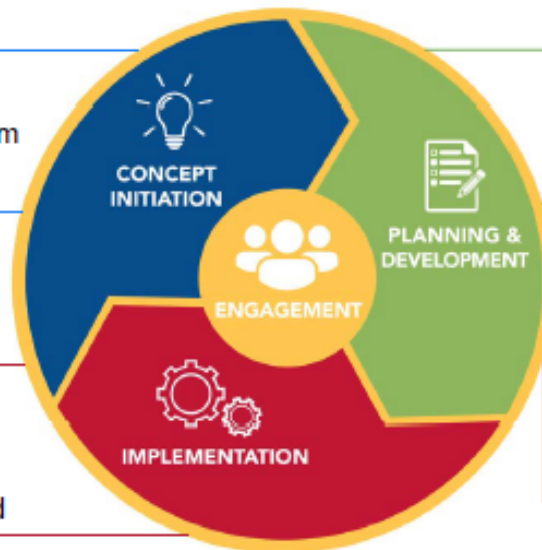 m
CONCEPT
INITIATION
PLANNING &
DEVELOPMENT
ENGAGEMENT
IMPLEMENTATION